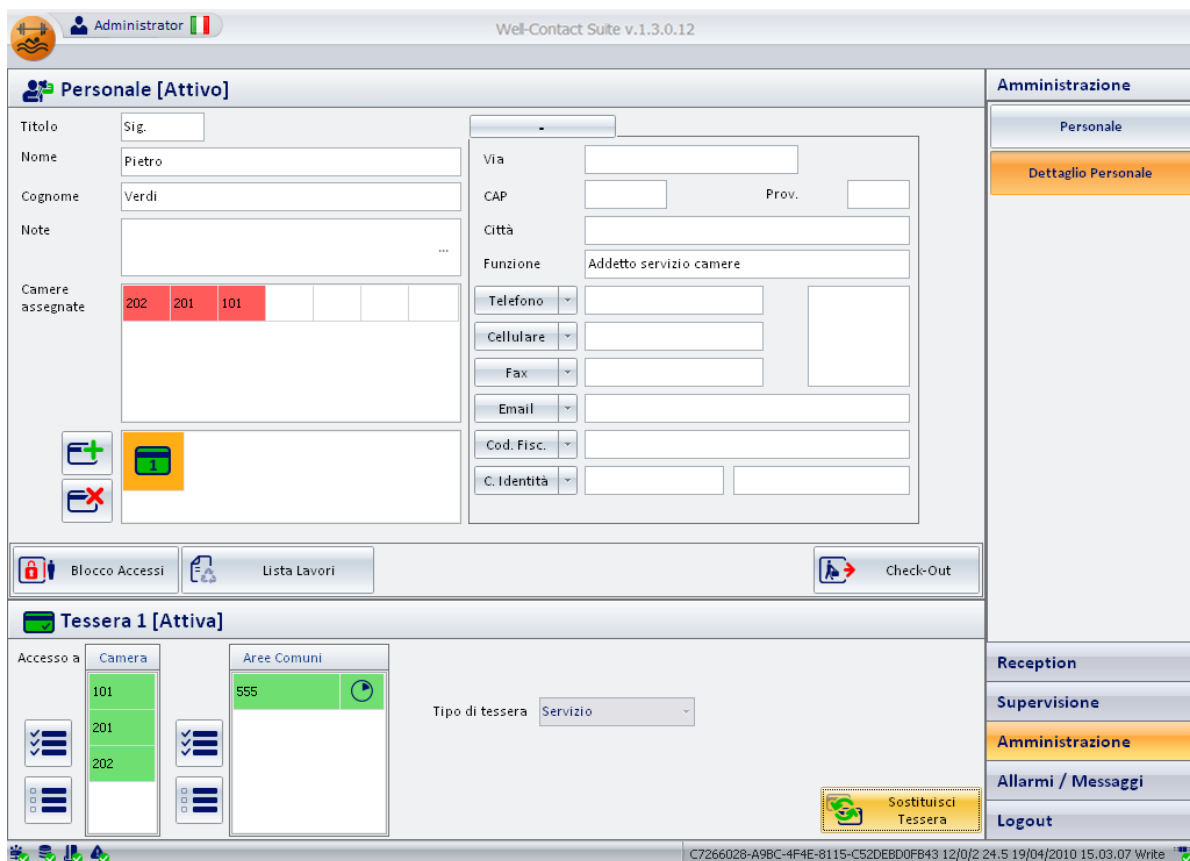 Administrator
Well-Contact Suite v.1.3.0.12
Personale [Attivo]
Titolo Sig.
Nome Pietro
Cognome Verdi
Note ...
Camere assegnate
202 201 101
1
-
Via
CAP Prov.
Città
Funzione Addetto servizio camere
Telefono
Cellulare
Fax
Email
Cod. Fisc.
C. Identità
Blocco Accessi Lista Lavori Check-Out
Tessera 1 [Attiva]
Accesso a Camera Aree Comuni
101 555
201
202
Tipo di tessera Servizio
Sostituisci
Tessera
Amministrazione
Personale
Dettaglio Personale
Reception
Supervisione
Amministrazione
Allarmi / Messaggi
Logout
C7266028-A9BC-4F4E-8115-C52DEBD0FB43 12/0/2 24.5 19/04/2010 15.03.07 Write